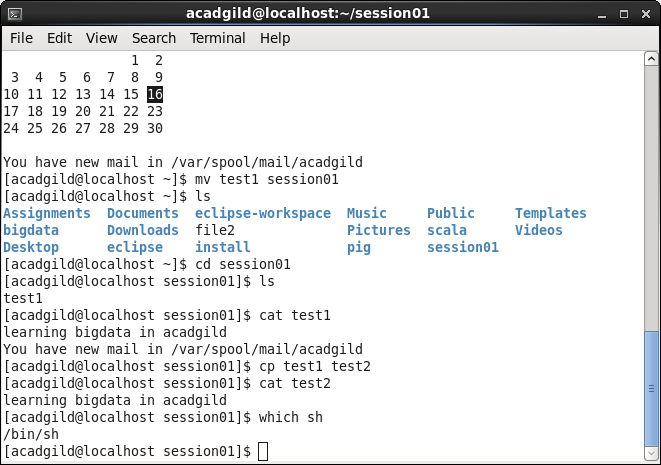 acadgild@localhost:~/session01
File Edit View Search Terminal Help
                1  2
 3  4  5  6  7  8  9
10 11 12 13 14 15 16
17 18 19 20 21 22 23
24 25 26 27 28 29 30
You have new mail in /var/spool/mail/acadgild
[acadgild@localhost ~]$ mv test1 session01
[acadgild@localhost ~]$ ls
Assignments  Documents  eclipse-workspace  Music     Public     Templates
bigdata      Downloads  file2              Pictures  scala      Videos
Desktop      eclipse    install            pig       session01
[acadgild@localhost ~]$ cd session01
[acadgild@localhost session01]$ ls
test1
[acadgild@localhost session01]$ cat test1
learning bigdata in acadgild
You have new mail in /var/spool/mail/acadgild
[acadgild@localhost session01]$ cp test1 test2
[acadgild@localhost session01]$ cat test2
learning bigdata in acadgild
[acadgild@localhost session01]$ which sh
/bin/sh
[acadgild@localhost session01]$